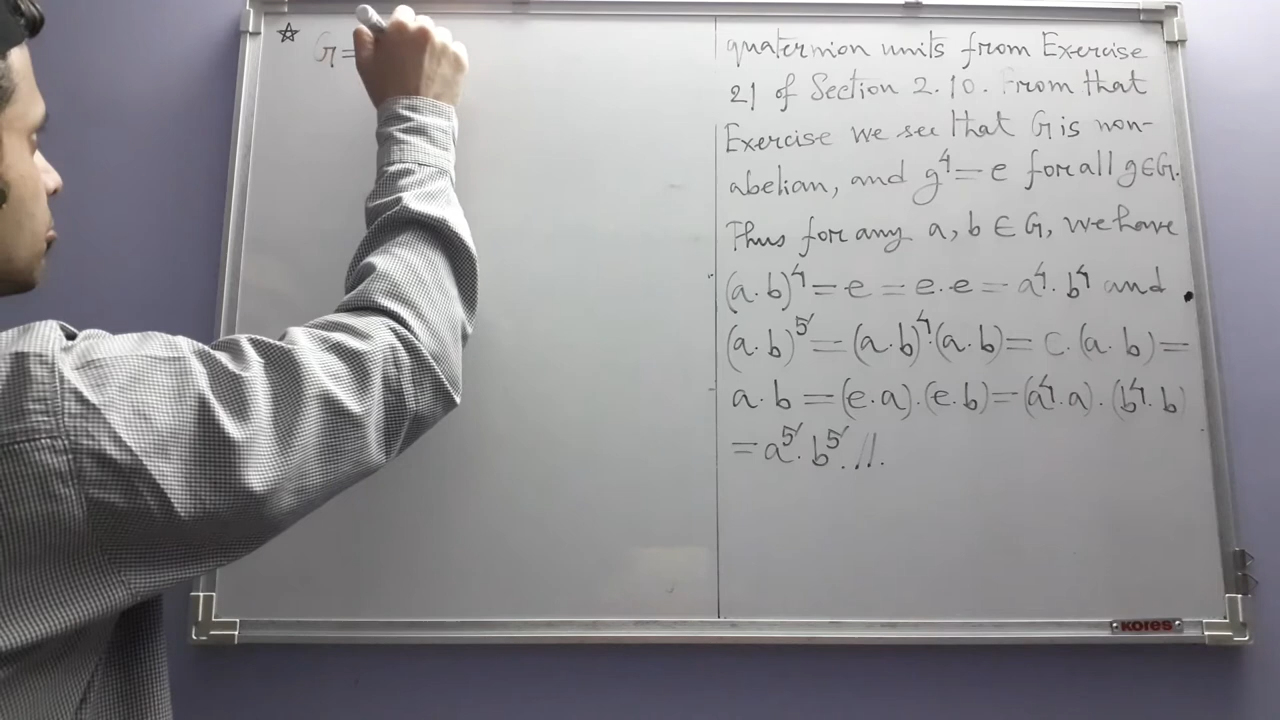 ☆ G=
quaternion units from Exercise
21 of Section 2.10. From that
Exercise we see that G is non-
abelian, and g⁴ = e for all g∈G.
Thus for any a, b ∈ G, we have
(a·b)⁴ = e = e·e = a⁴·b⁴ and
(a·b)⁵ = (a·b)⁴·(a·b) = e·(a·b) =
a·b = (e·a)·(e·b) = (a⁴·a)·(b⁴·b)
= a⁵·b⁵. //.
KORES